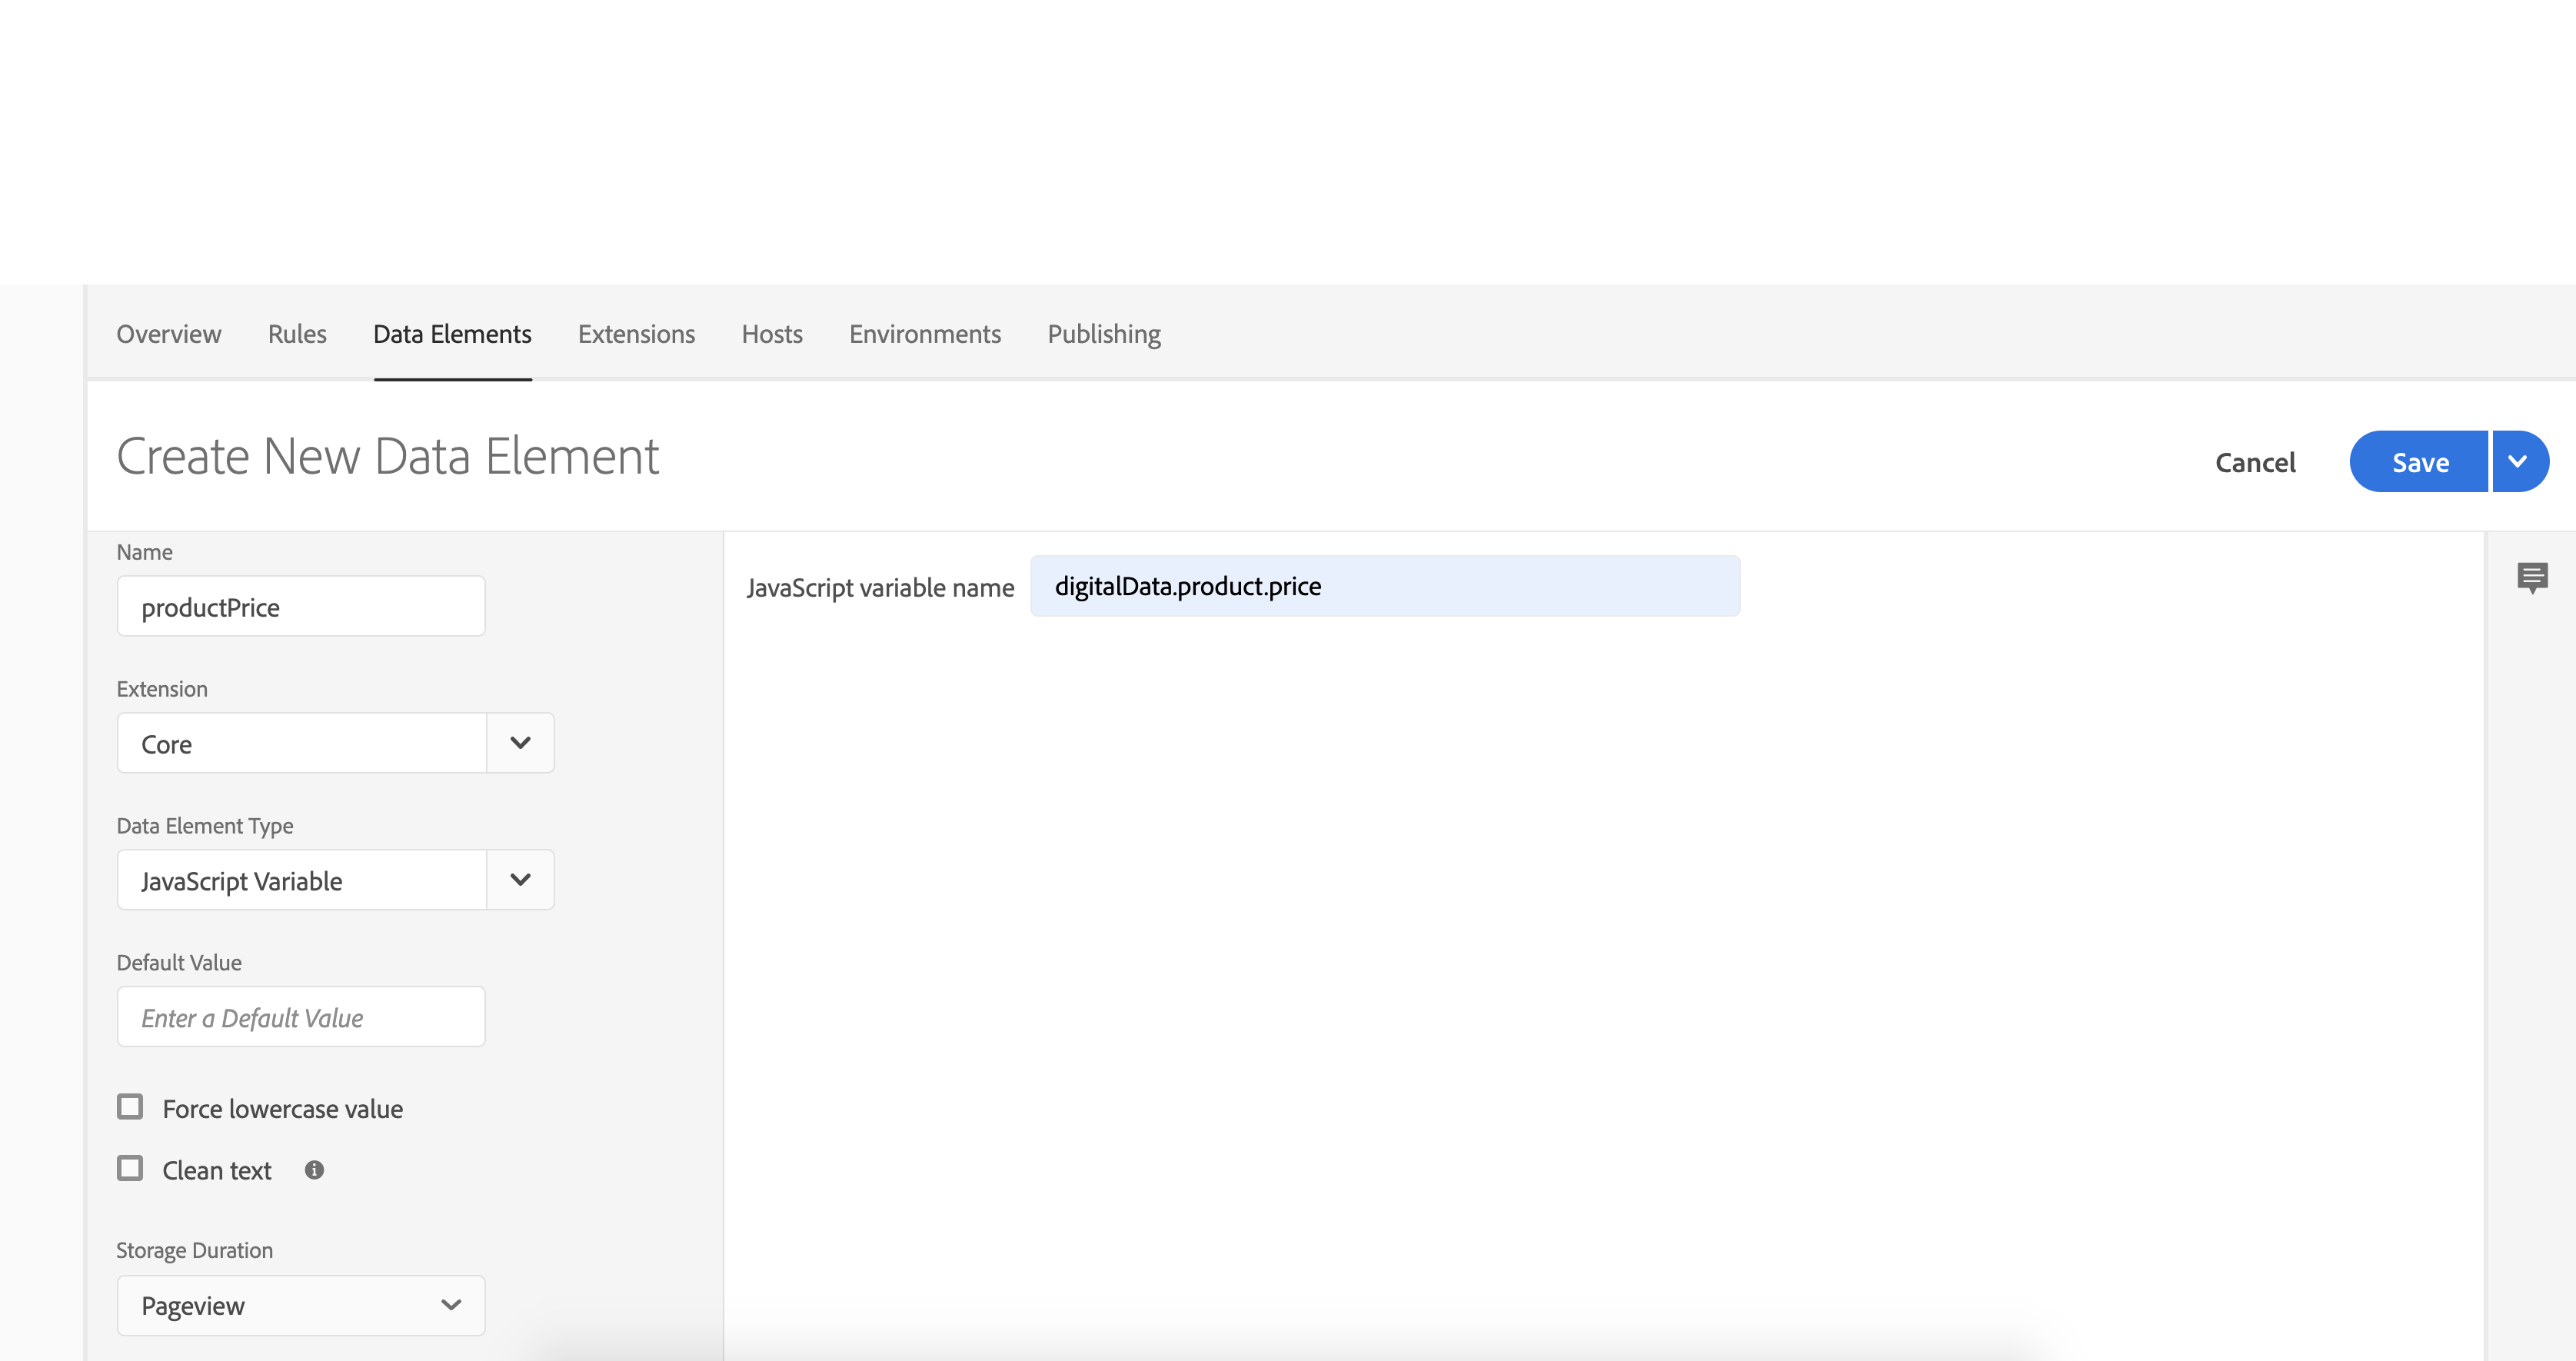 Overview Rules Data Elements Extensions Hosts Environments Publishing
Create New Data Element
Cancel Save
Name
productPrice
Extension
Core
Data Element Type
JavaScript Variable
Default Value
Enter a Default Value
Force lowercase value
Clean text
Storage Duration
Pageview
JavaScript variable name digitalData.product.price